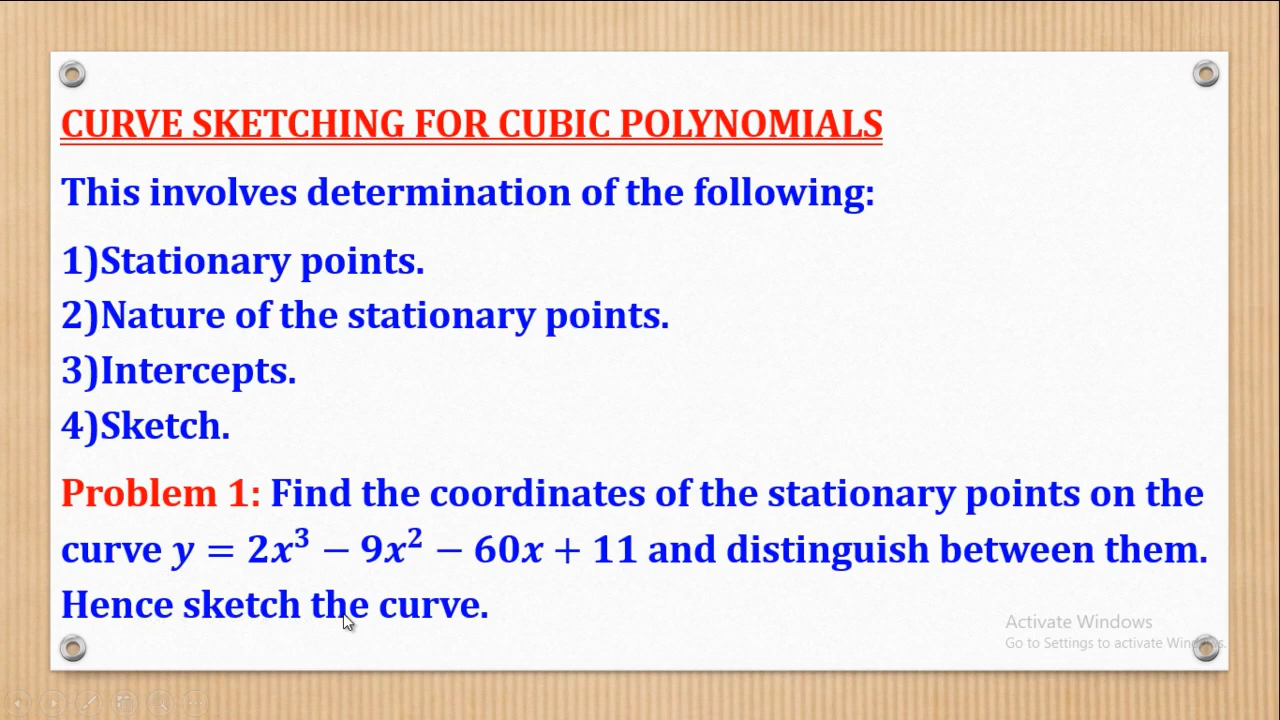 CURVE SKETCHING FOR CUBIC POLYNOMIALS
This involves determination of the following:
1)Stationary points.
2)Nature of the stationary points.
3)Intercepts.
4)Sketch.
Problem 1: Find the coordinates of the stationary points on the
curve y = 2x³ − 9x² − 60x + 11 and distinguish between them.
Hence sketch the curve.
Activate Windows
Go to Settings to activate Windows.